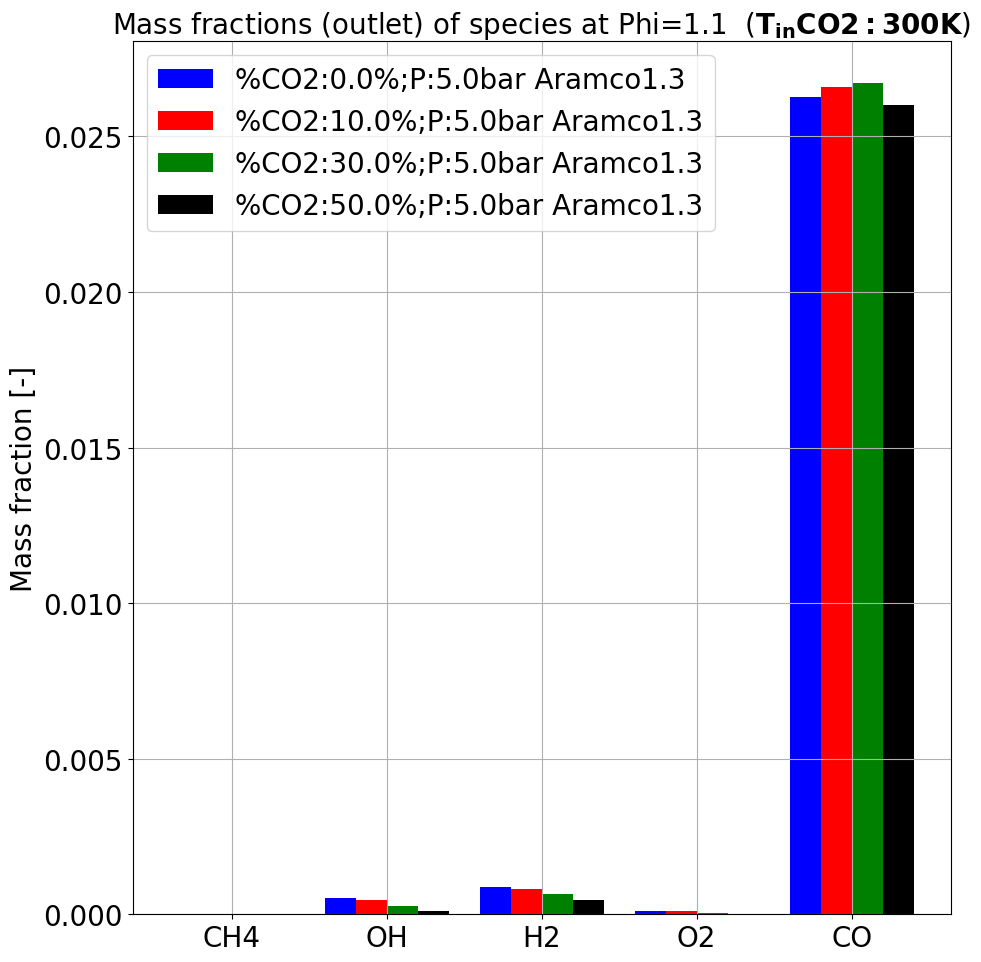 Mass fractions (outlet) of species at Phi=1.1 (TinCO2 : 300K)
%CO2:0.0%;P:5.0bar Aramco1.3
%CO2:10.0%;P:5.0bar Aramco1.3
%CO2:30.0%;P:5.0bar Aramco1.3
%CO2:50.0%;P:5.0bar Aramco1.3
Mass fraction [-]
0.025
0.020
0.015
0.010
0.005
0.000
CH4 OH H2 O2 CO